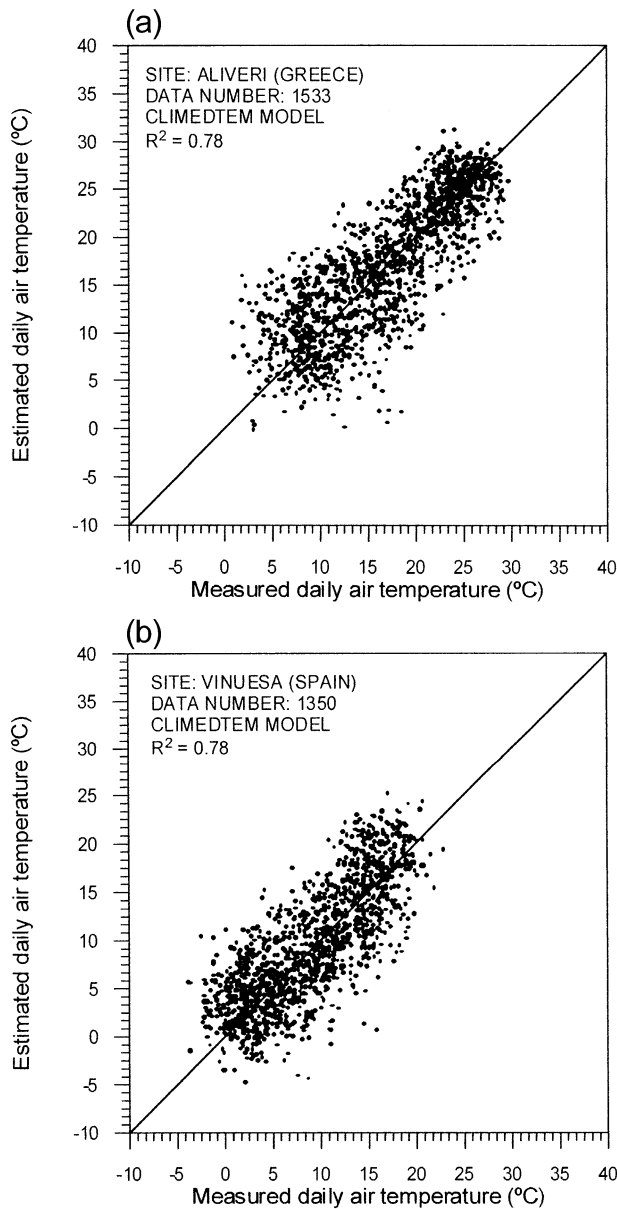 (a)
SITE: ALIVERI (GREECE)
DATA NUMBER: 1533
CLIMEDTEM MODEL
R² = 0.78
Estimated daily air temperature (ºC)
40
35
30
25
20
15
10
5
0
-5
-10
-10 -5 0 5 10 15 20 25 30 35 40
Measured daily air temperature (ºC)
(b)
SITE: VINUESA (SPAIN)
DATA NUMBER: 1350
CLIMEDTEM MODEL
R² = 0.78
Estimated daily air temperature (ºC)
40
35
30
25
20
15
10
5
0
-5
-10
-10 -5 0 5 10 15 20 25 30 35 40
Measured daily air temperature (ºC)